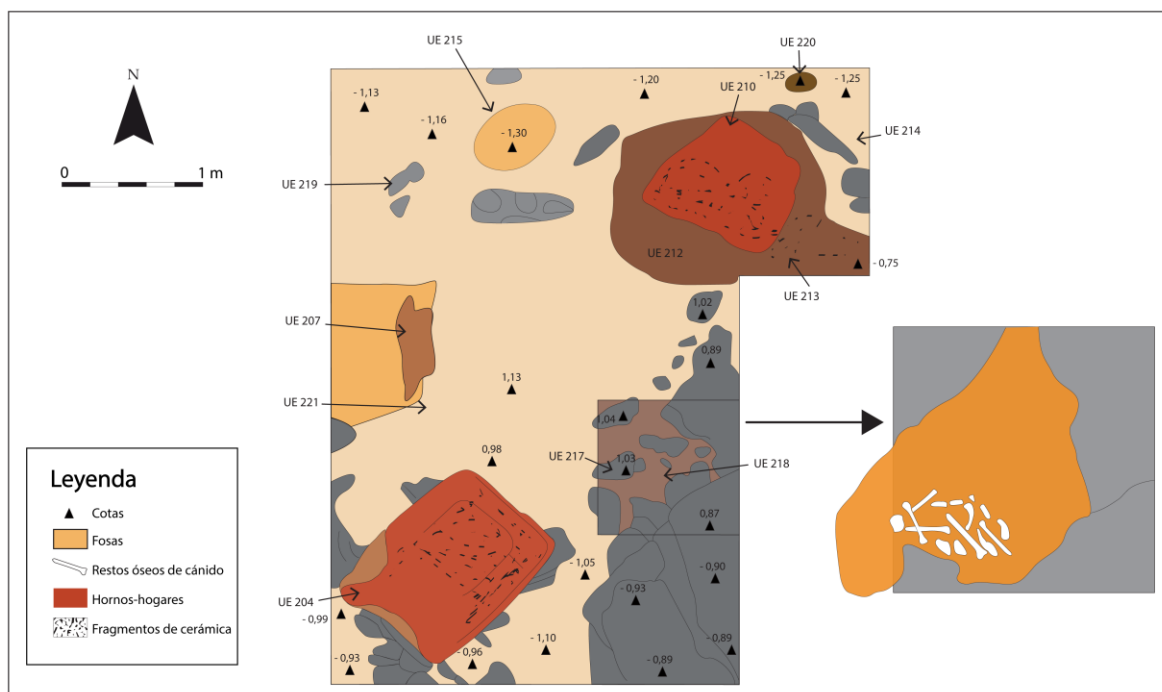 UE 220
UE 215
- 1,25
- 1,25
- 1,20
UE 210
- 1,13
- 1,16
- 1,30
UE 214
N
0
1 m
UE 219
UE 212
- 0,75
UE 213
1,02
UE 207
0,89
1,13
UE 221
1,04
0,98
UE 217
1,03
UE 218
0,87
- 1,05
- 0,90
- 0,93
UE 204
- 0,99
- 1,10
- 0,89
- 0,93
- 0,96
- 0,89
Leyenda
Cotas
Fosas
Restos óseos de cánido
Hornos-hogares
Fragmentos de cerámica